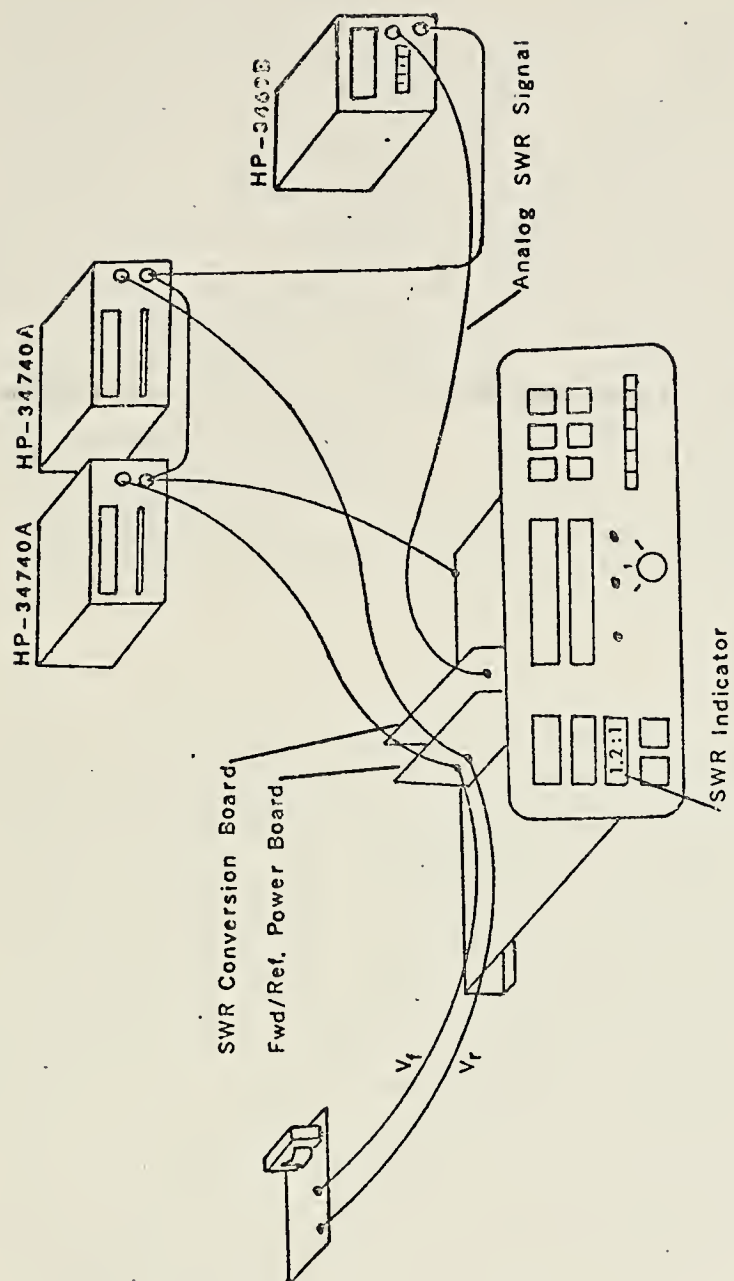 HP-34740A
HP-34740A
SWR Conversion Board
Fwd/Ref. Power Board
Vf
Vr
Analog SWR Signal
1.2:1
SWR Indicator